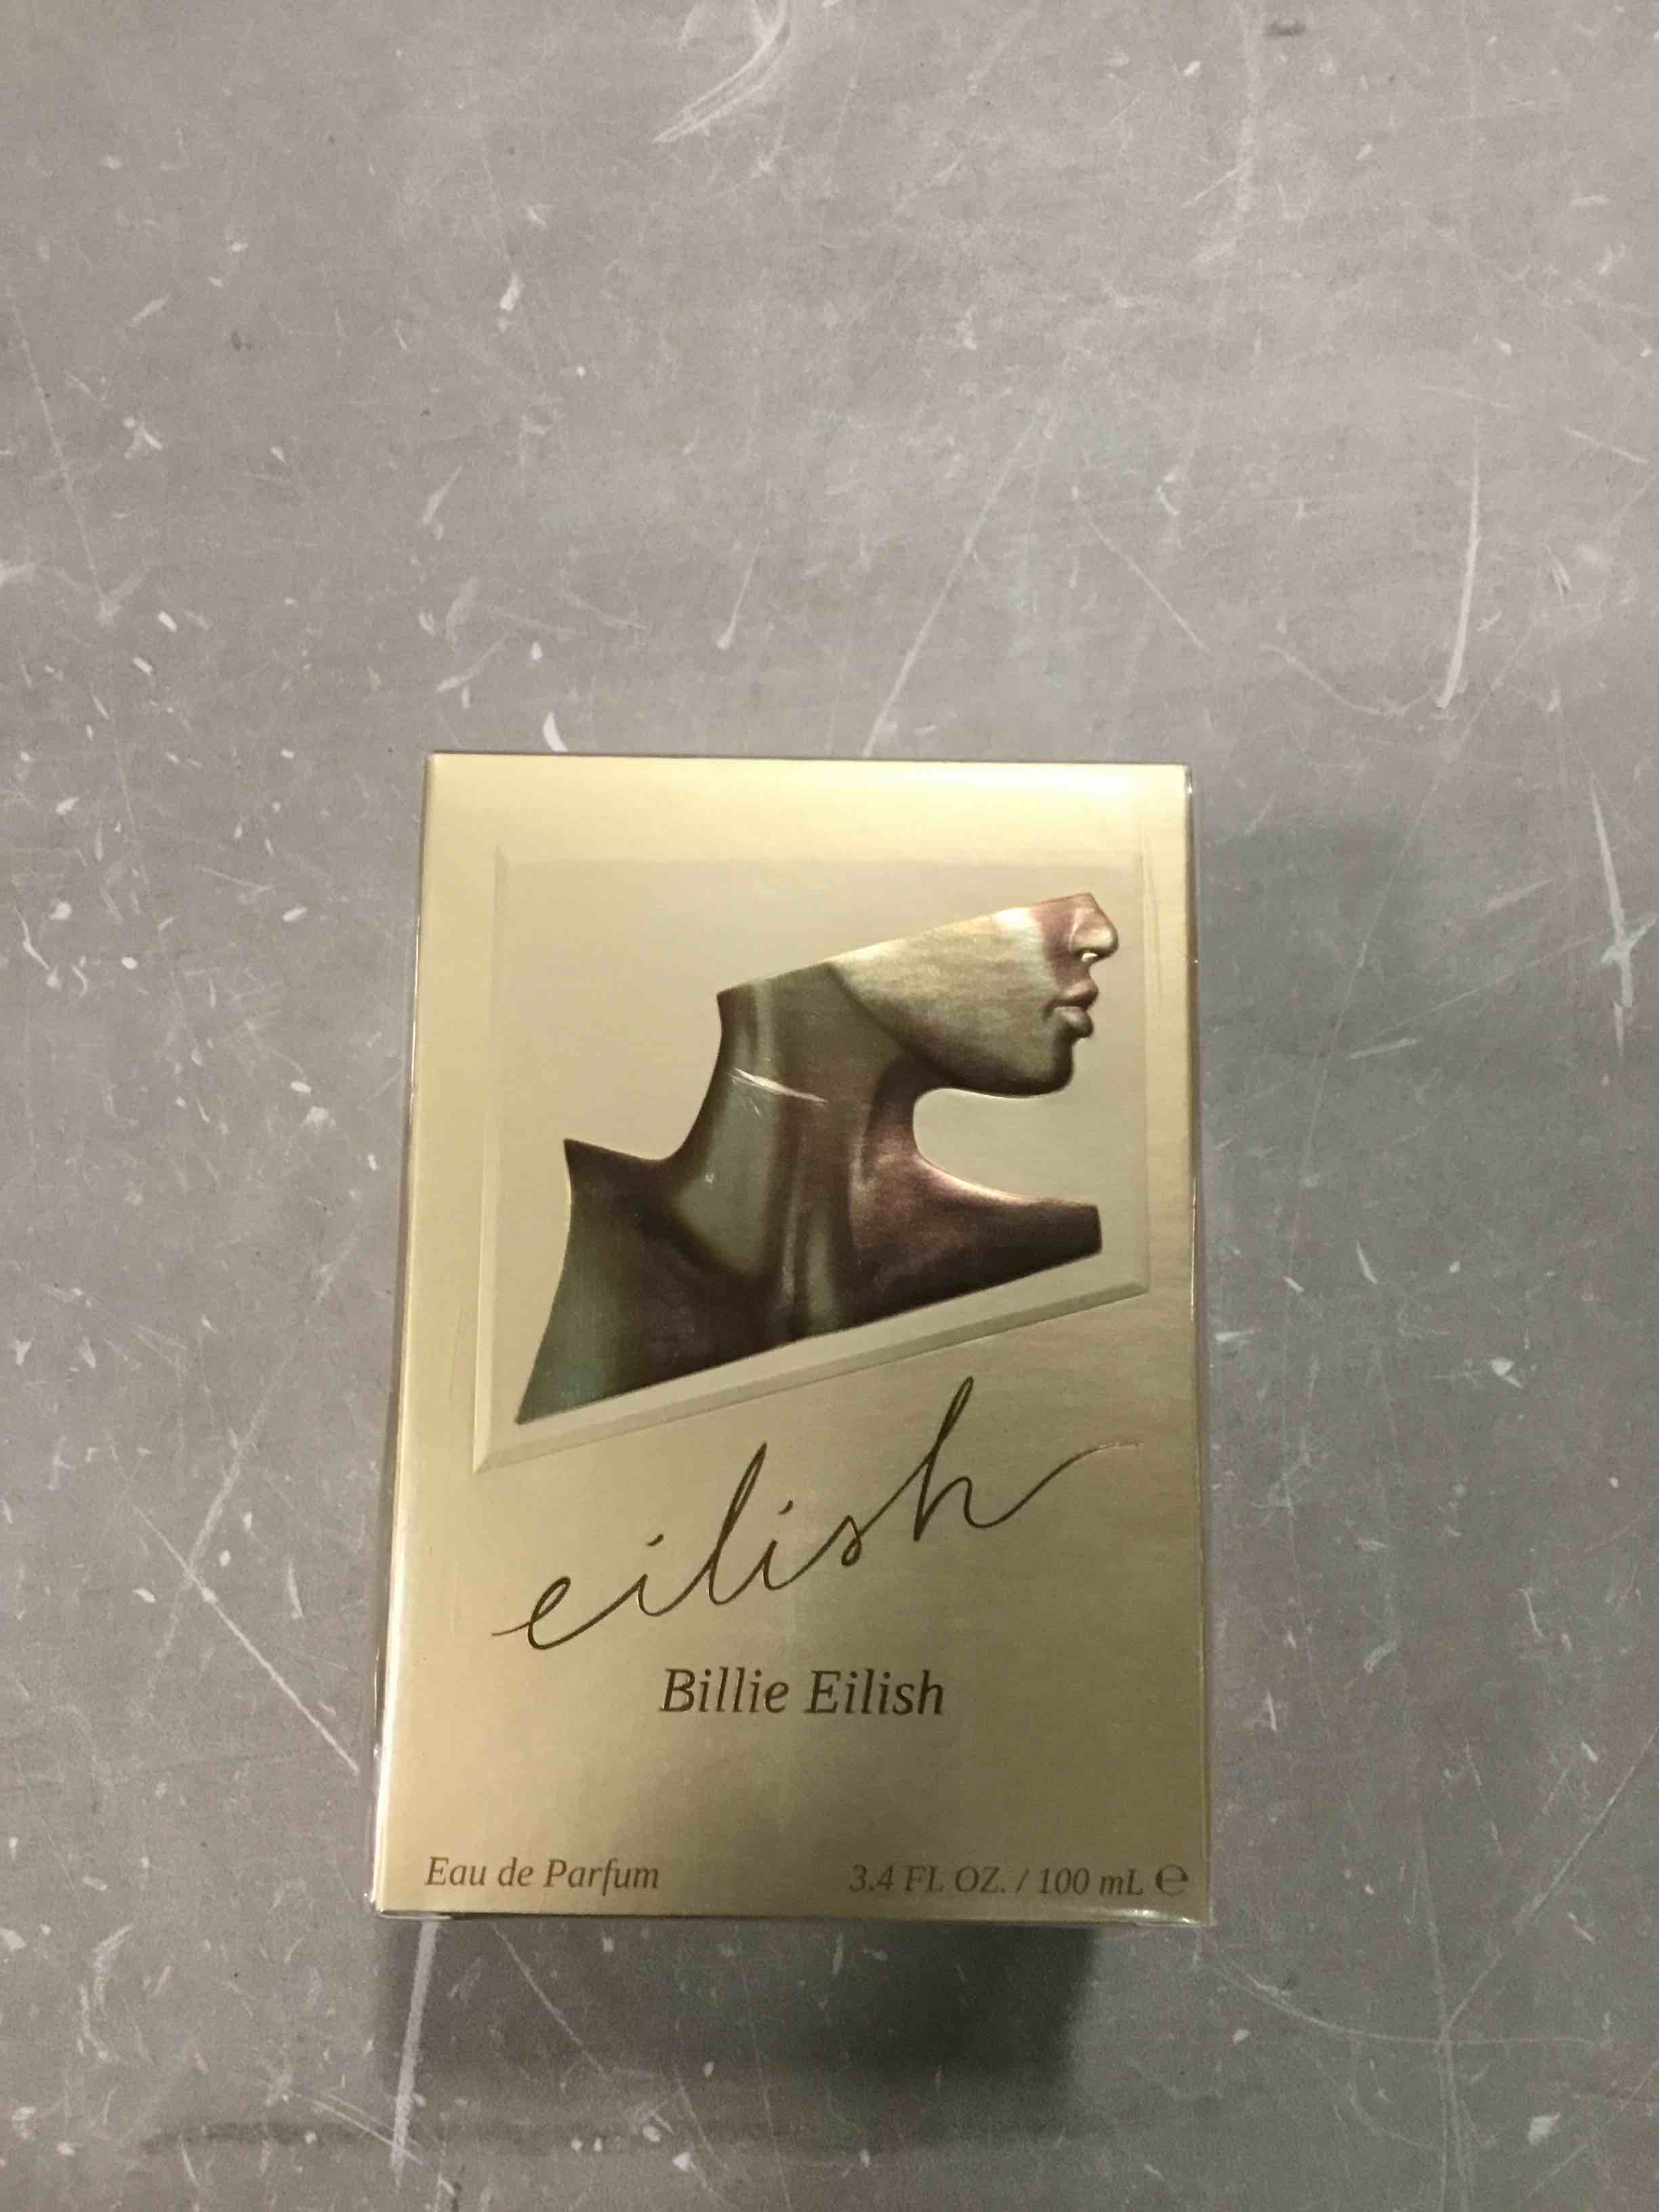 eilish
Billie Eilish
Eau de Parfum
3.4 FL OZ. / 100 mL ℮